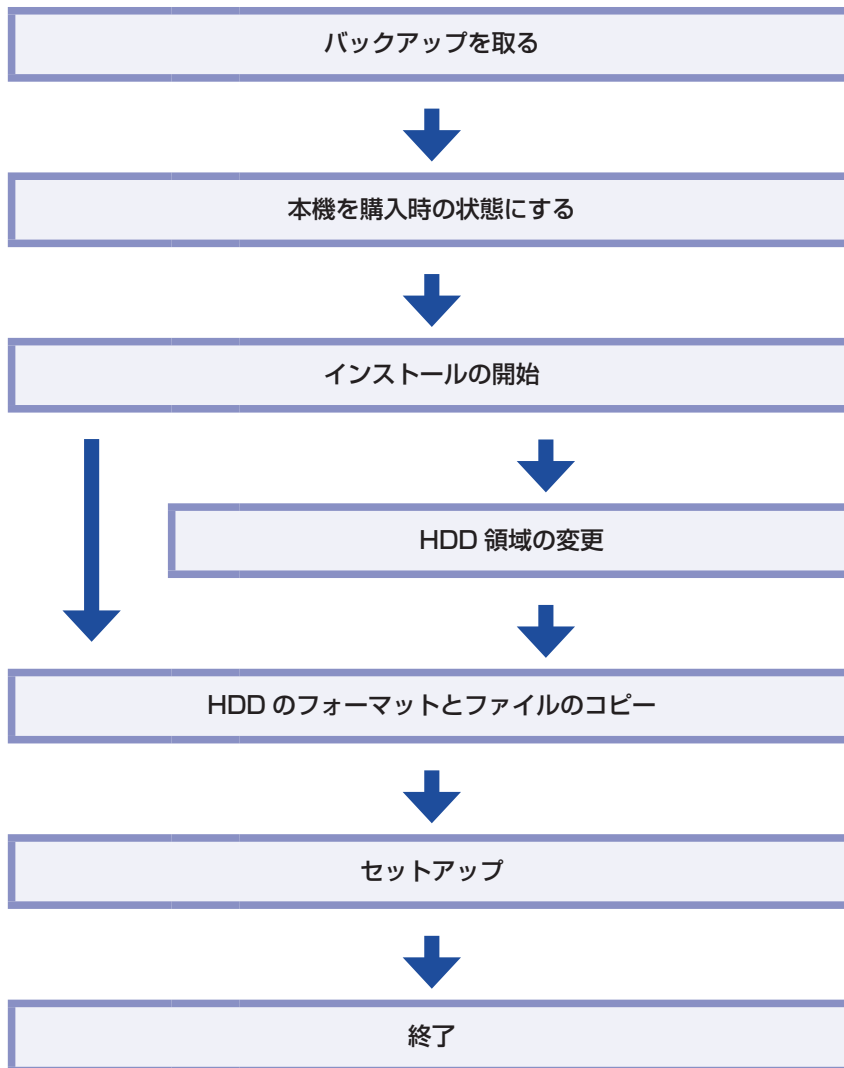 バックアップを取る
本機を購入時の状態にする
インストールの開始
HDD 領域の変更
HDD のフォーマットとファイルのコピー
セットアップ
終了